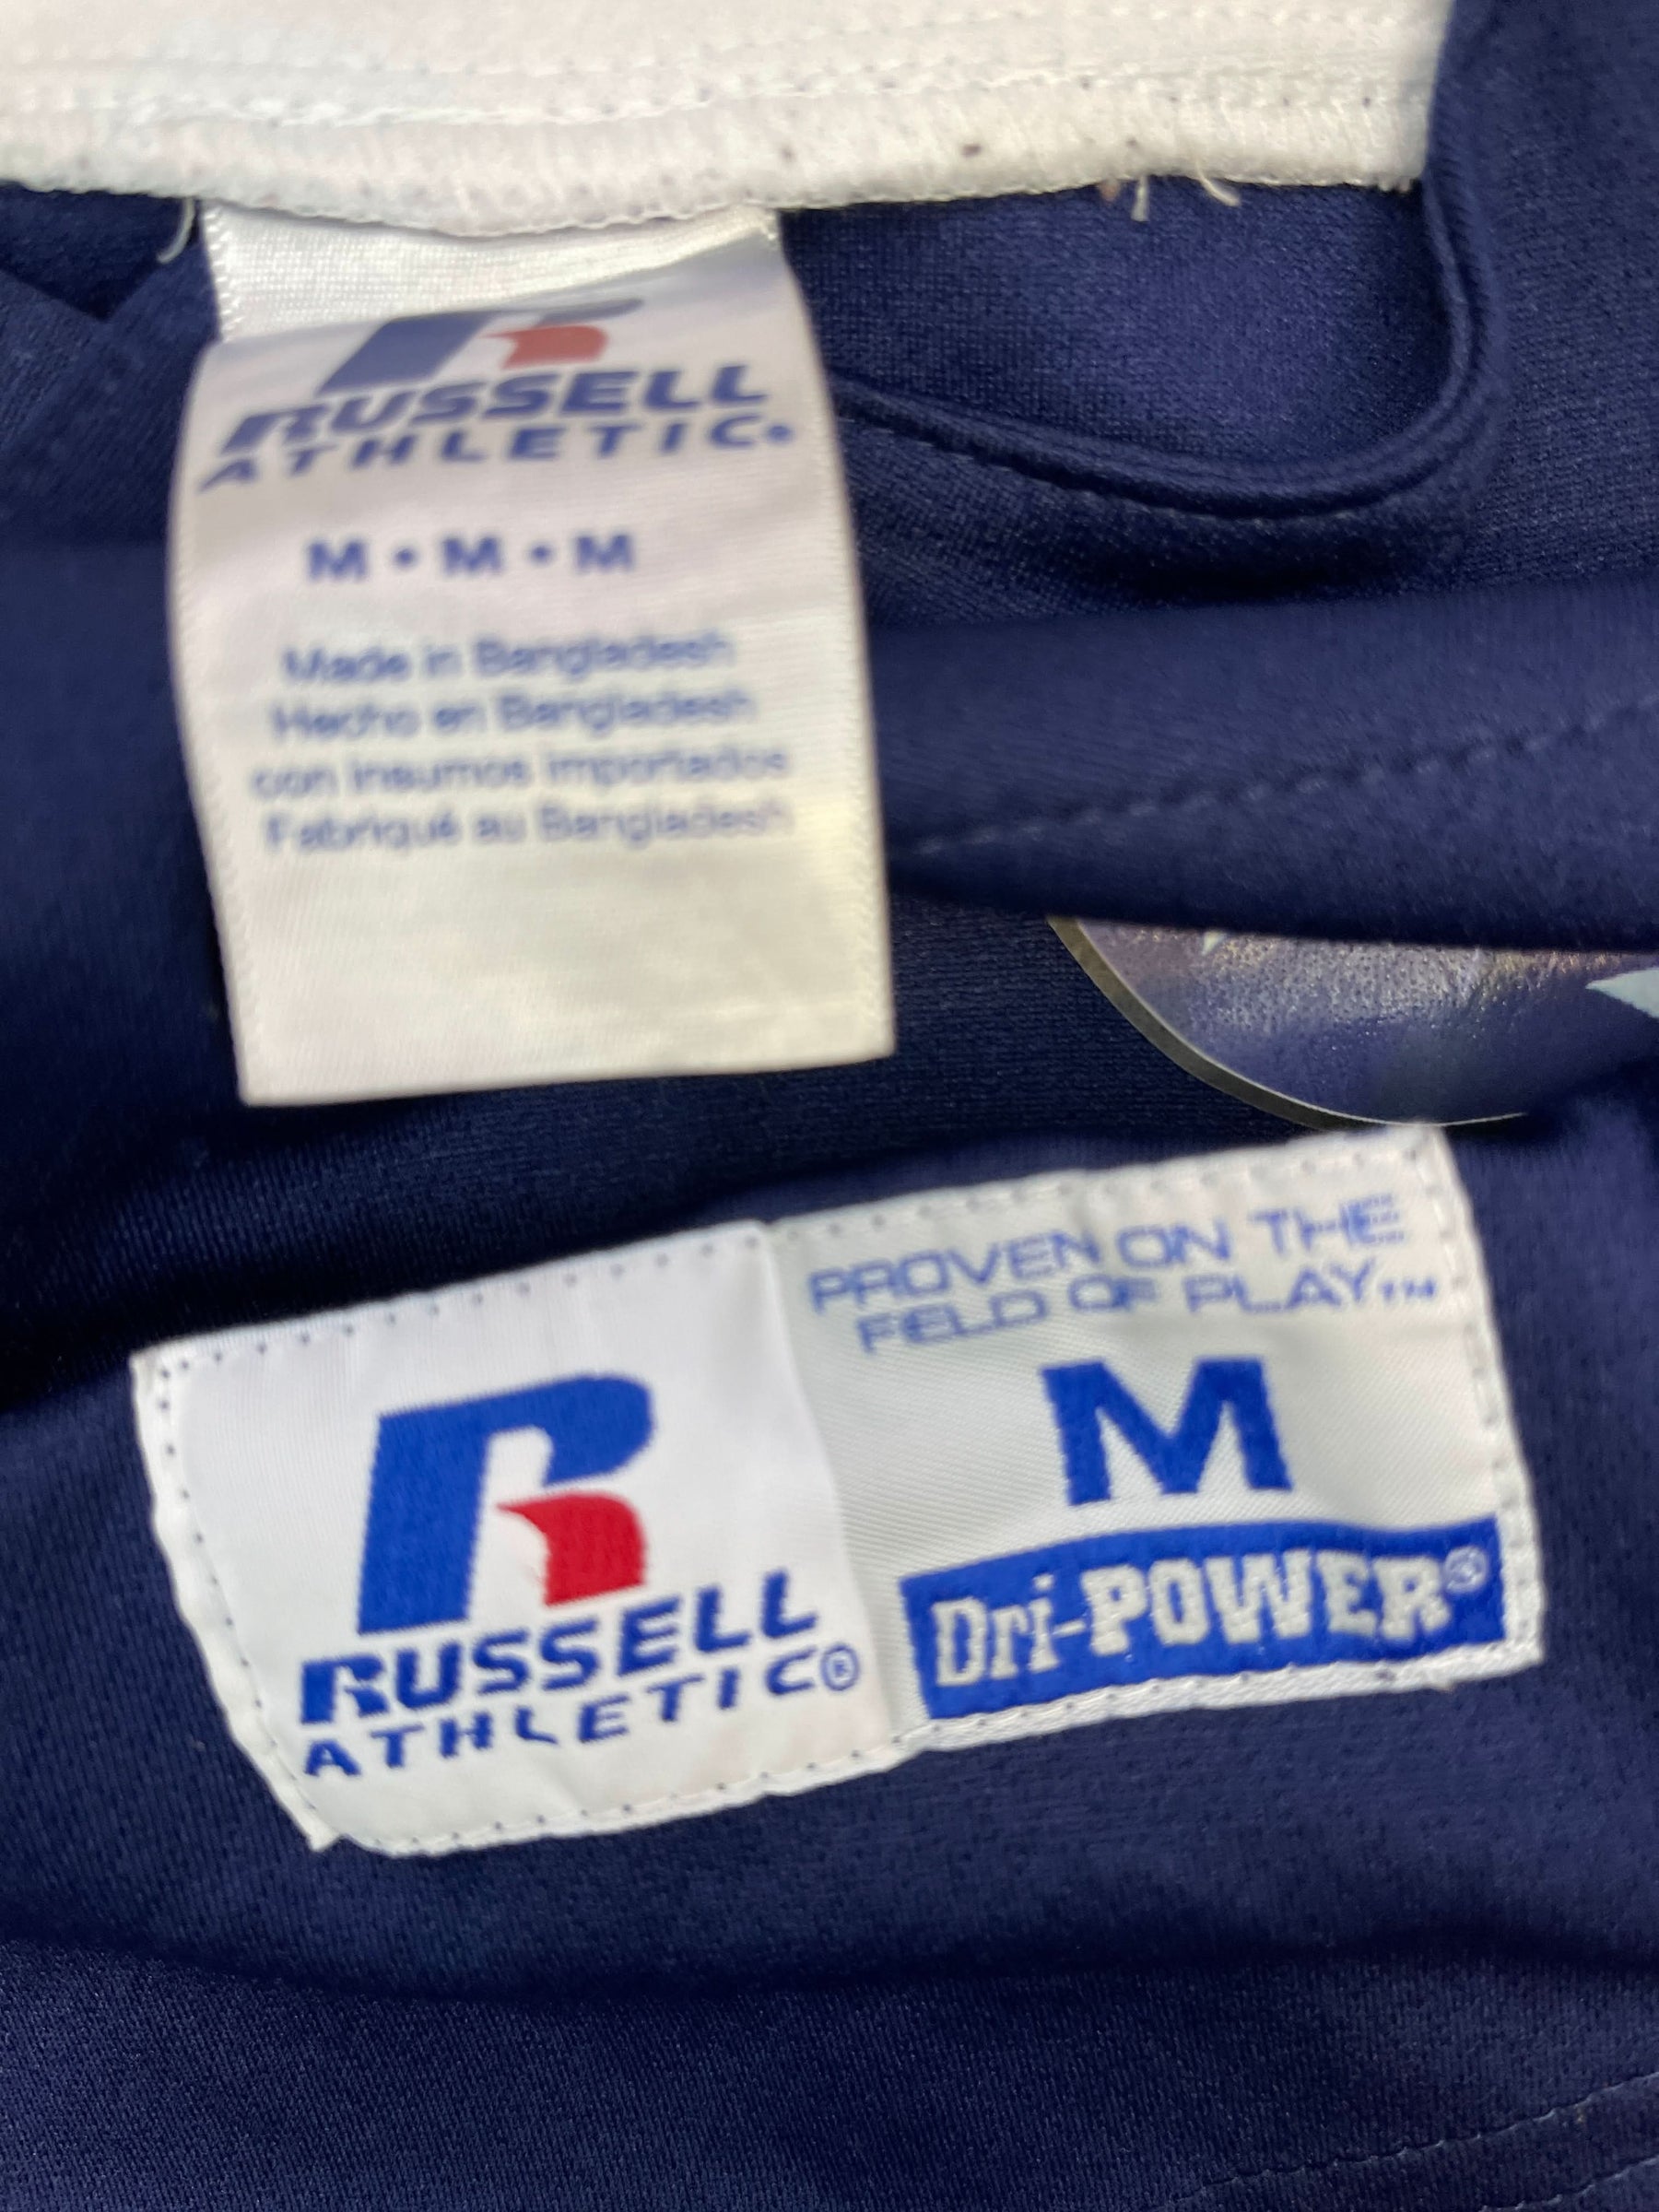 RUSSELL
ATHLETIC
M • M • M
Made in Bangladesh
Hecho en Bangladesh
con insumos importados
Fabriqué au Bangladesh
RUSSELL
ATHLETIC®
PROVEN ON THE
FIELD OF PLAY™
M
Dri-POWER®